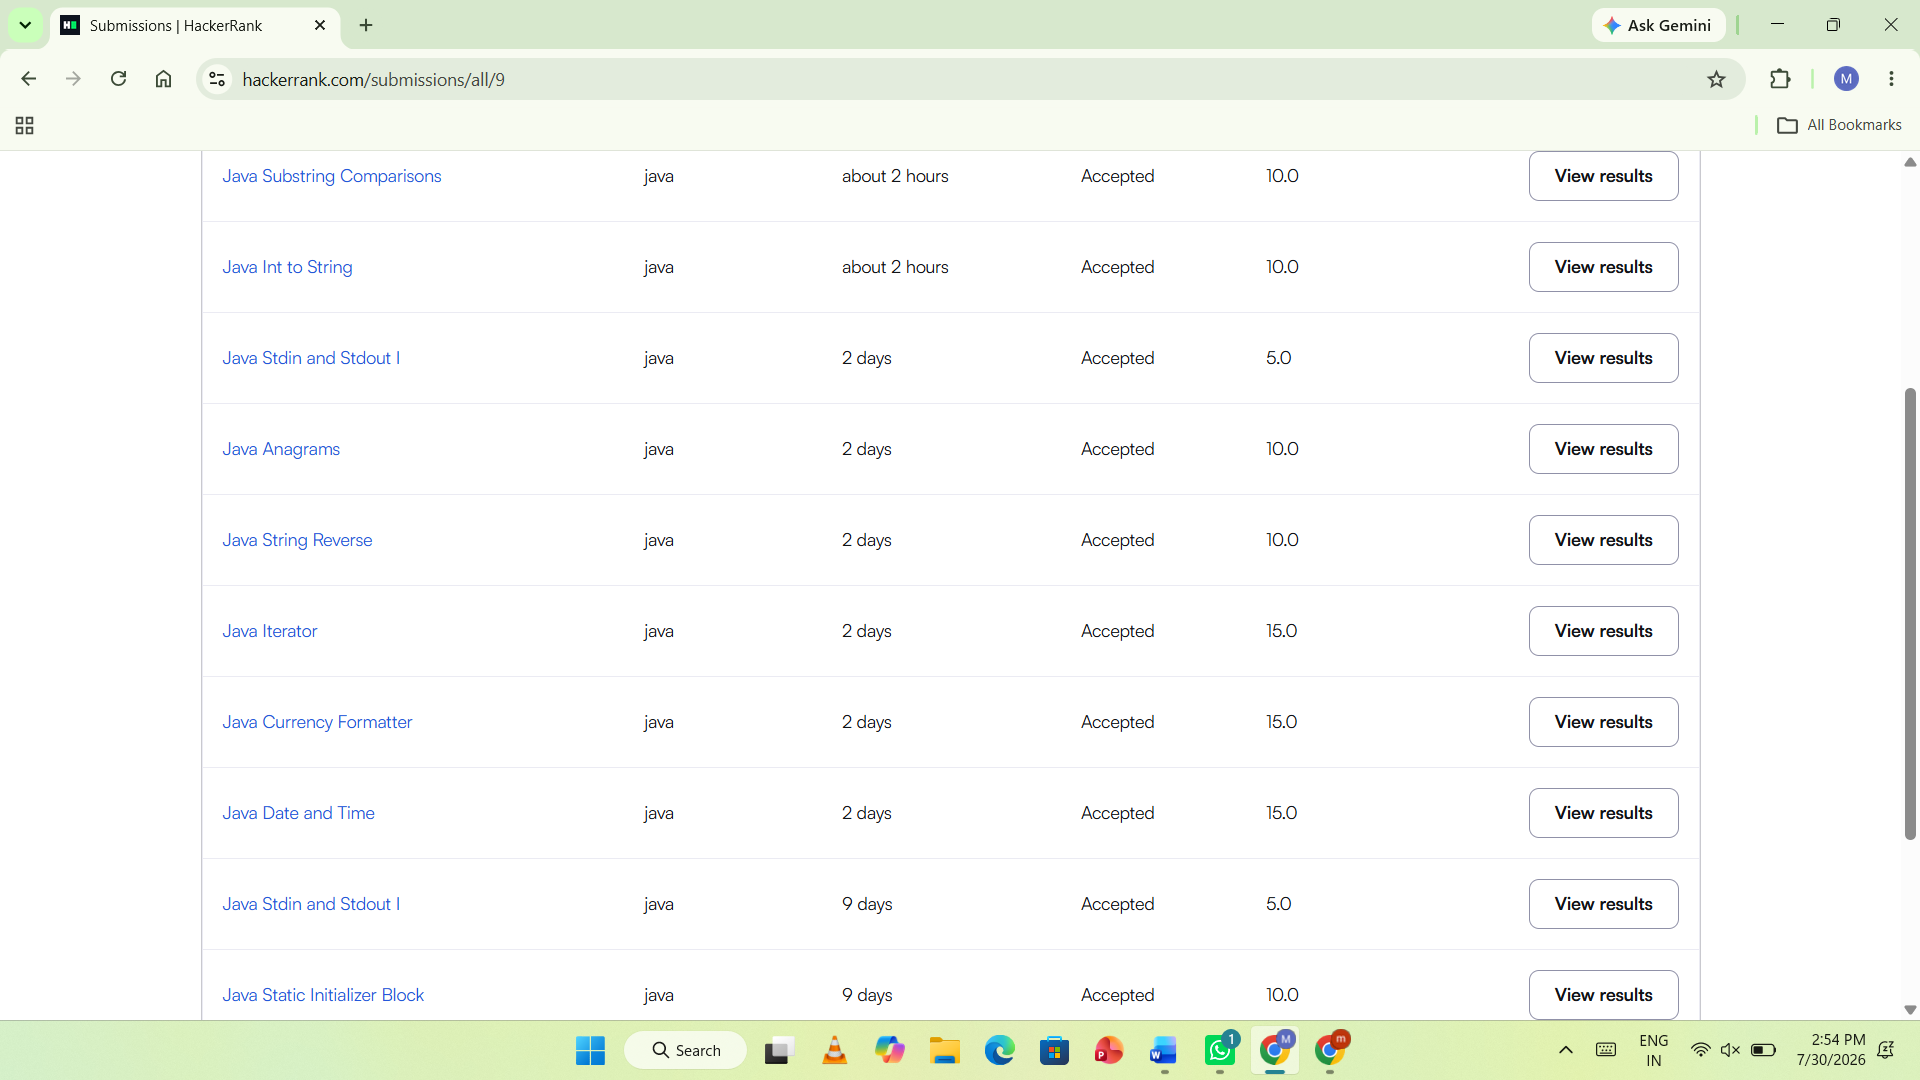 Submissions | HackerRank
Ask Gemini
hackerrank.com/submissions/all/9
M
All Bookmarks
Java Substring Comparisons java about 2 hours Accepted 10.0 View results
Java Int to String java about 2 hours Accepted 10.0 View results
Java Stdin and Stdout I java 2 days Accepted 5.0 View results
Java Anagrams java 2 days Accepted 10.0 View results
Java String Reverse java 2 days Accepted 10.0 View results
Java Iterator java 2 days Accepted 15.0 View results
Java Currency Formatter java 2 days Accepted 15.0 View results
Java Date and Time java 2 days Accepted 15.0 View results
Java Stdin and Stdout I java 9 days Accepted 5.0 View results
Java Static Initializer Block java 9 days Accepted 10.0 View results
Search
1
M
m
ENG
IN
2:54 PM
7/30/2026